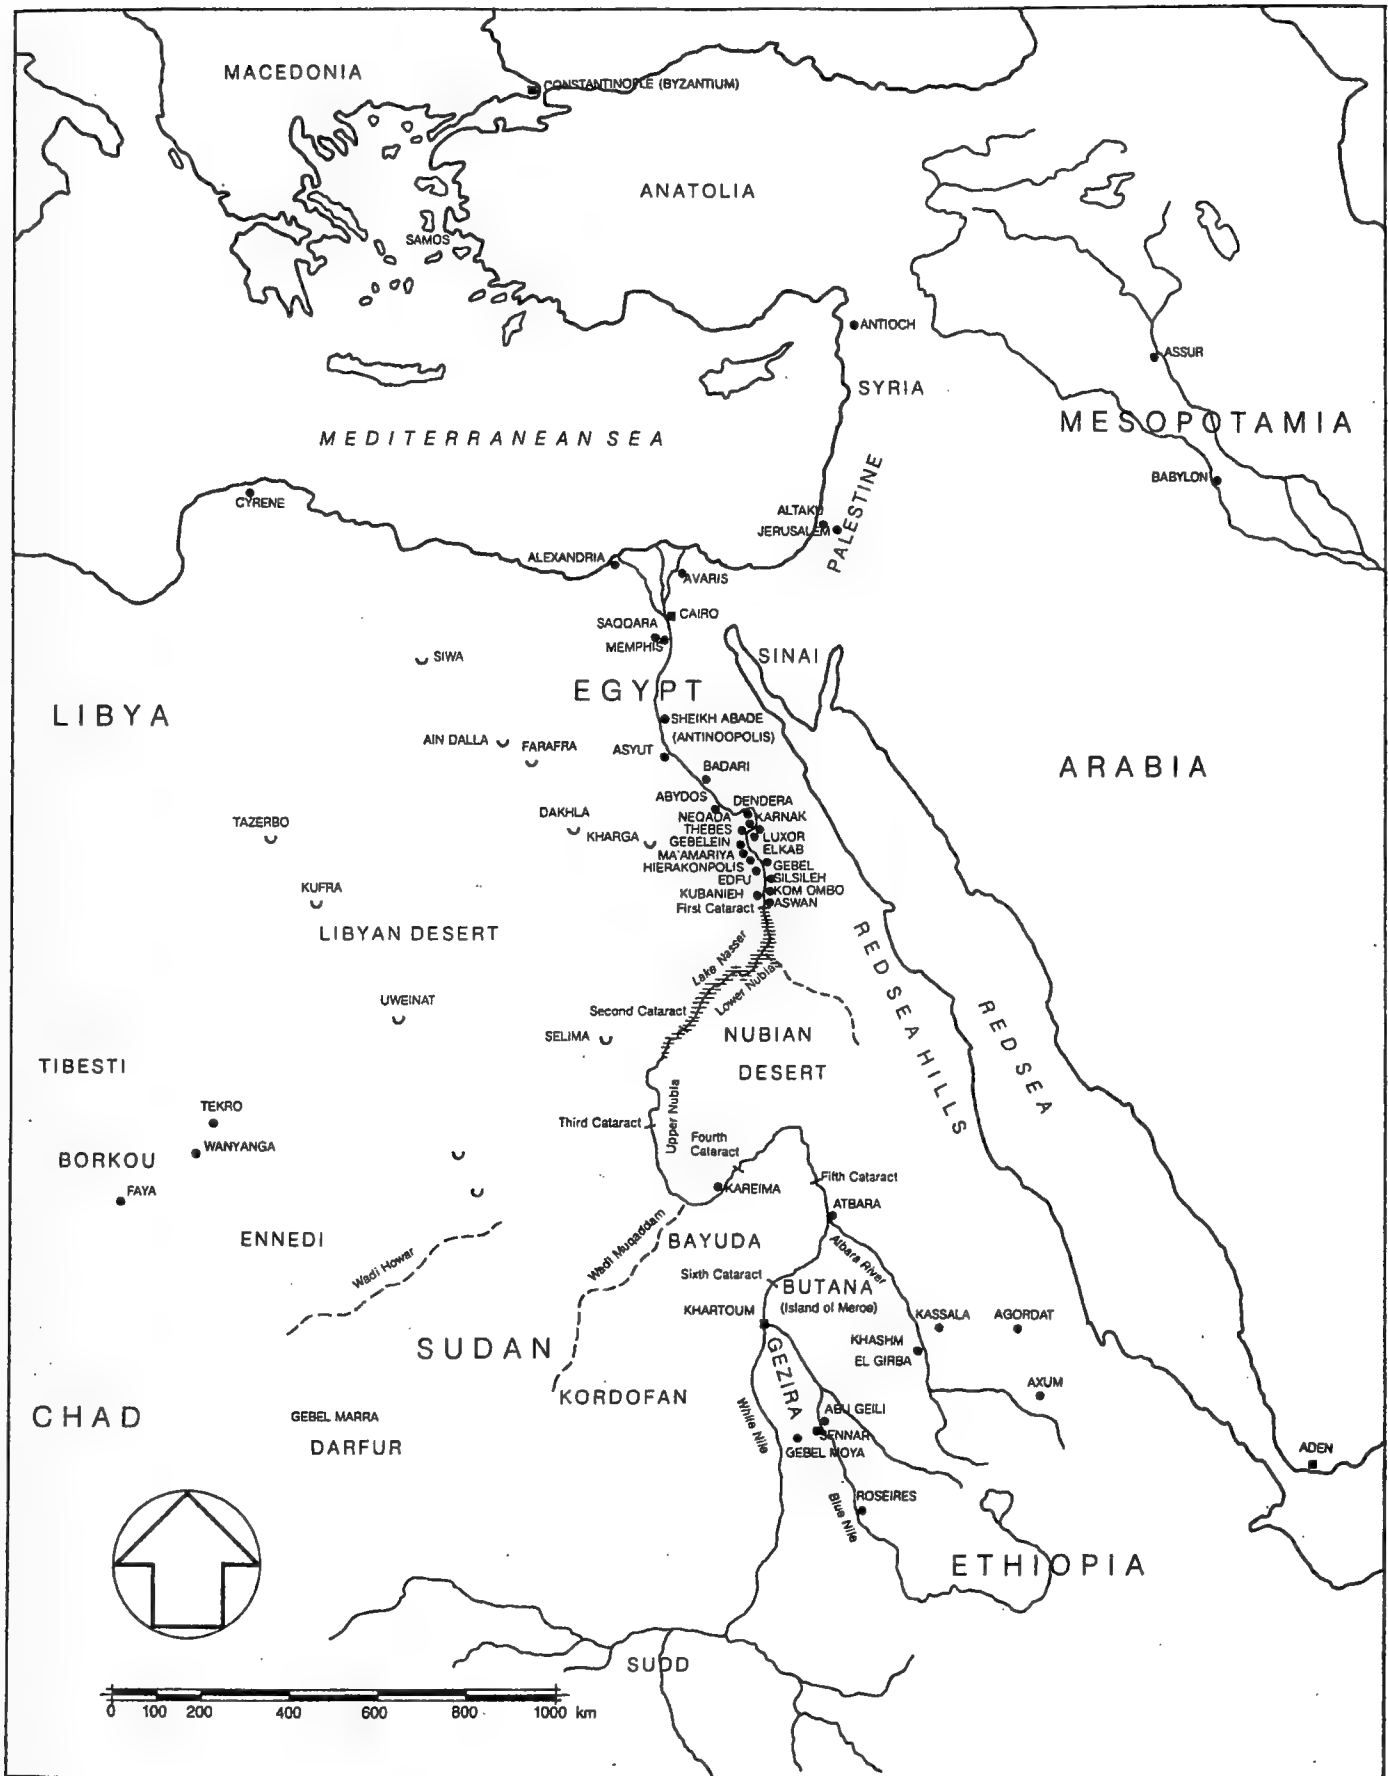 MACEDONIA
CONSTANTINOPLE (BYZANTIUM)
ANATOLIA
SAMOS
ANTIOCH
ASSUR
SYRIA
MESOPOTAMIA
MEDITERRANEAN SEA
BABYLON
CYRENE
ALTAKU
JERUSALEM
PALESTINE
ALEXANDRIA
AVARIS
CAIRO
SAQQARA
MEMPHIS
SIWA
SINAI
EGYPT
LIBYA
SHEIKH ABADE
(ANTINOOPOLIS)
AIN DALLA
FARAFRA
ASYUT
BADARI
ARABIA
ABYDOS
DENDERA
NEQADA
KARNAK
TAZERBO
DAKHLA
THEBES
LUXOR
KHARGA
GEBELEIN
ELKAB
MA'AMARIYA
HIERAKONPOLIS
GEBEL
SILSILEH
EDFU
KUFRA
KUBANIEH
KOM OMBO
First Cataract
ASWAN
LIBYAN DESERT
Lake Nasser
Lower Nubia
RED SEA HILLS
RED SEA
UWEINAT
Second Cataract
SELIMA
NUBIAN
DESERT
TIBESTI
TEKRO
Third Cataract
Upper Nubia
Fourth
Cataract
WANYANGA
BORKOU
FAYA
KAREIMA
Fifth Cataract
ATBARA
ENNEDI
Wadi Howar
Wadi Muqaddam
BAYUDA
Atbara River
Sixth Cataract
BUTANA
(Island of Meroe)
KHARTOUM
KASSALA
AGORDAT
SUDAN
GEZIRA
KHASHM
EL GIRBA
KORDOFAN
AXUM
CHAD
GEBEL MARRA
DARFUR
White Nile
ABU GEILI
SENNAR
GEBEL MOYA
ADEN
ROSEIRES
Blue Nile
ETHIOPIA
SUDD
0 100 200 400 600 800 1000 km